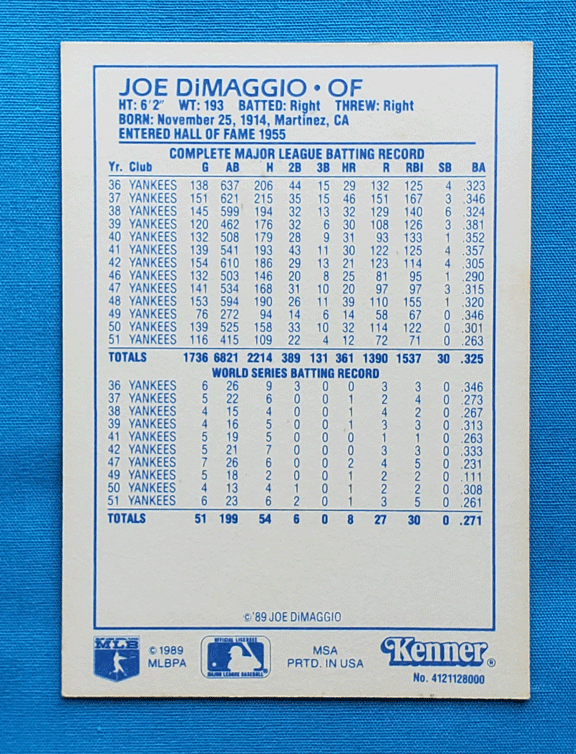 JOE DiMAGGIO • OF
HT: 6'2" WT: 193 BATTED: Right THREW: Right
BORN: November 25, 1914, Martinez, CA
ENTERED HALL OF FAME 1955
COMPLETE MAJOR LEAGUE BATTING RECORD
Yr. Club G AB H 2B 3B HR R RBI SB BA
36 YANKEES 138 637 206 44 15 29 132 125 4 .323
37 YANKEES 151 621 215 35 15 46 151 167 3 .346
38 YANKEES 145 599 194 32 13 32 129 140 6 .324
39 YANKEES 120 462 176 32 6 30 108 126 3 .381
40 YANKEES 132 508 179 28 9 31 93 133 1 .352
41 YANKEES 139 541 193 43 11 30 122 125 4 .357
42 YANKEES 154 610 186 29 13 21 123 114 4 .305
46 YANKEES 132 503 146 20 8 25 81 95 1 .290
47 YANKEES 141 534 168 31 10 20 97 97 3 .315
48 YANKEES 153 594 190 26 11 39 110 155 1 .320
49 YANKEES 76 272 94 14 6 14 58 67 0 .346
50 YANKEES 139 525 158 33 10 32 114 122 0 .301
51 YANKEES 116 415 109 22 4 12 72 71 0 .263
TOTALS 1736 6821 2214 389 131 361 1390 1537 30 .325
WORLD SERIES BATTING RECORD
36 YANKEES 6 26 9 3 0 0 3 3 0 .346
37 YANKEES 5 22 6 0 0 1 2 4 0 .273
38 YANKEES 4 15 4 0 0 1 4 2 0 .267
39 YANKEES 4 16 5 0 0 1 3 3 0 .313
41 YANKEES 5 19 5 0 0 0 1 1 0 .263
42 YANKEES 5 21 7 0 0 0 3 3 0 .333
47 YANKEES 7 26 6 0 0 2 4 5 0 .231
49 YANKEES 5 18 2 0 0 1 2 2 0 .111
50 YANKEES 4 13 4 1 0 1 2 2 0 .308
51 YANKEES 6 23 6 2 0 1 3 5 0 .261
TOTALS 51 199 54 6 0 8 27 30 0 .271
©'89 JOE DiMAGGIO
MLB
© 1989
MLBPA
OFFICIAL LICENSEE
MAJOR LEAGUE BASEBALL
MSA
PRTD. IN USA
Kenner®
No. 4121128000